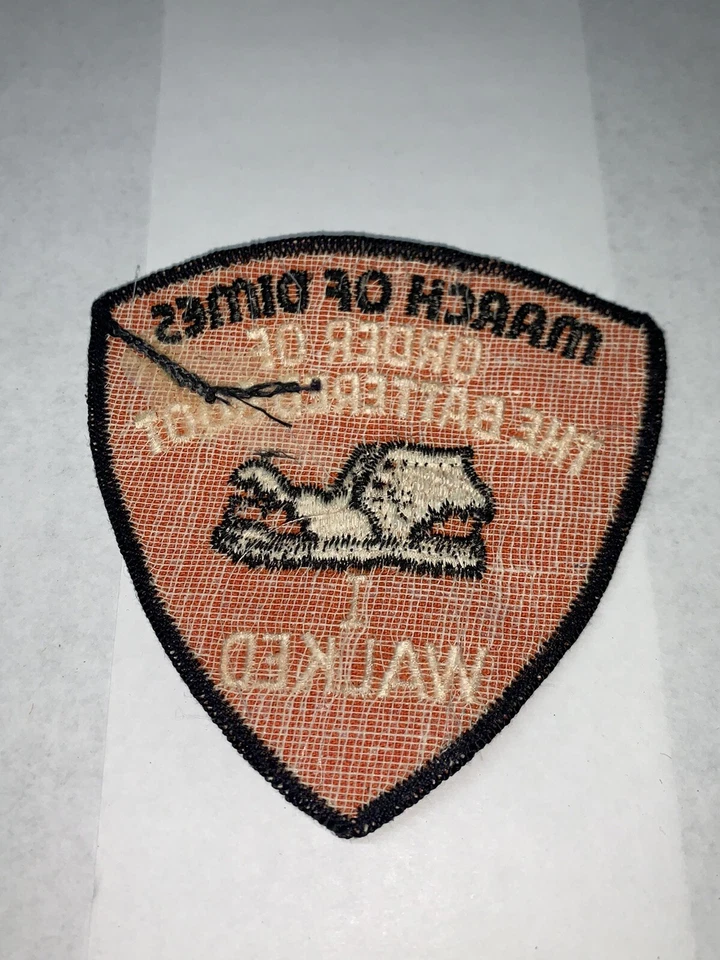 MARCH OF DIMES
ORDER OF
THE BATTERED
I
WALKED